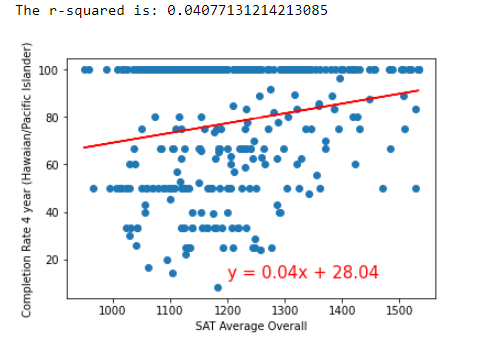 The r-squared is: 0.04077131214213085
Completion Rate 4 year (Hawaiian/Pacific Islander)
100
80
60
40
20
y = 0.04x + 28.04
1000 1100 1200 1300 1400 1500
SAT Average Overall